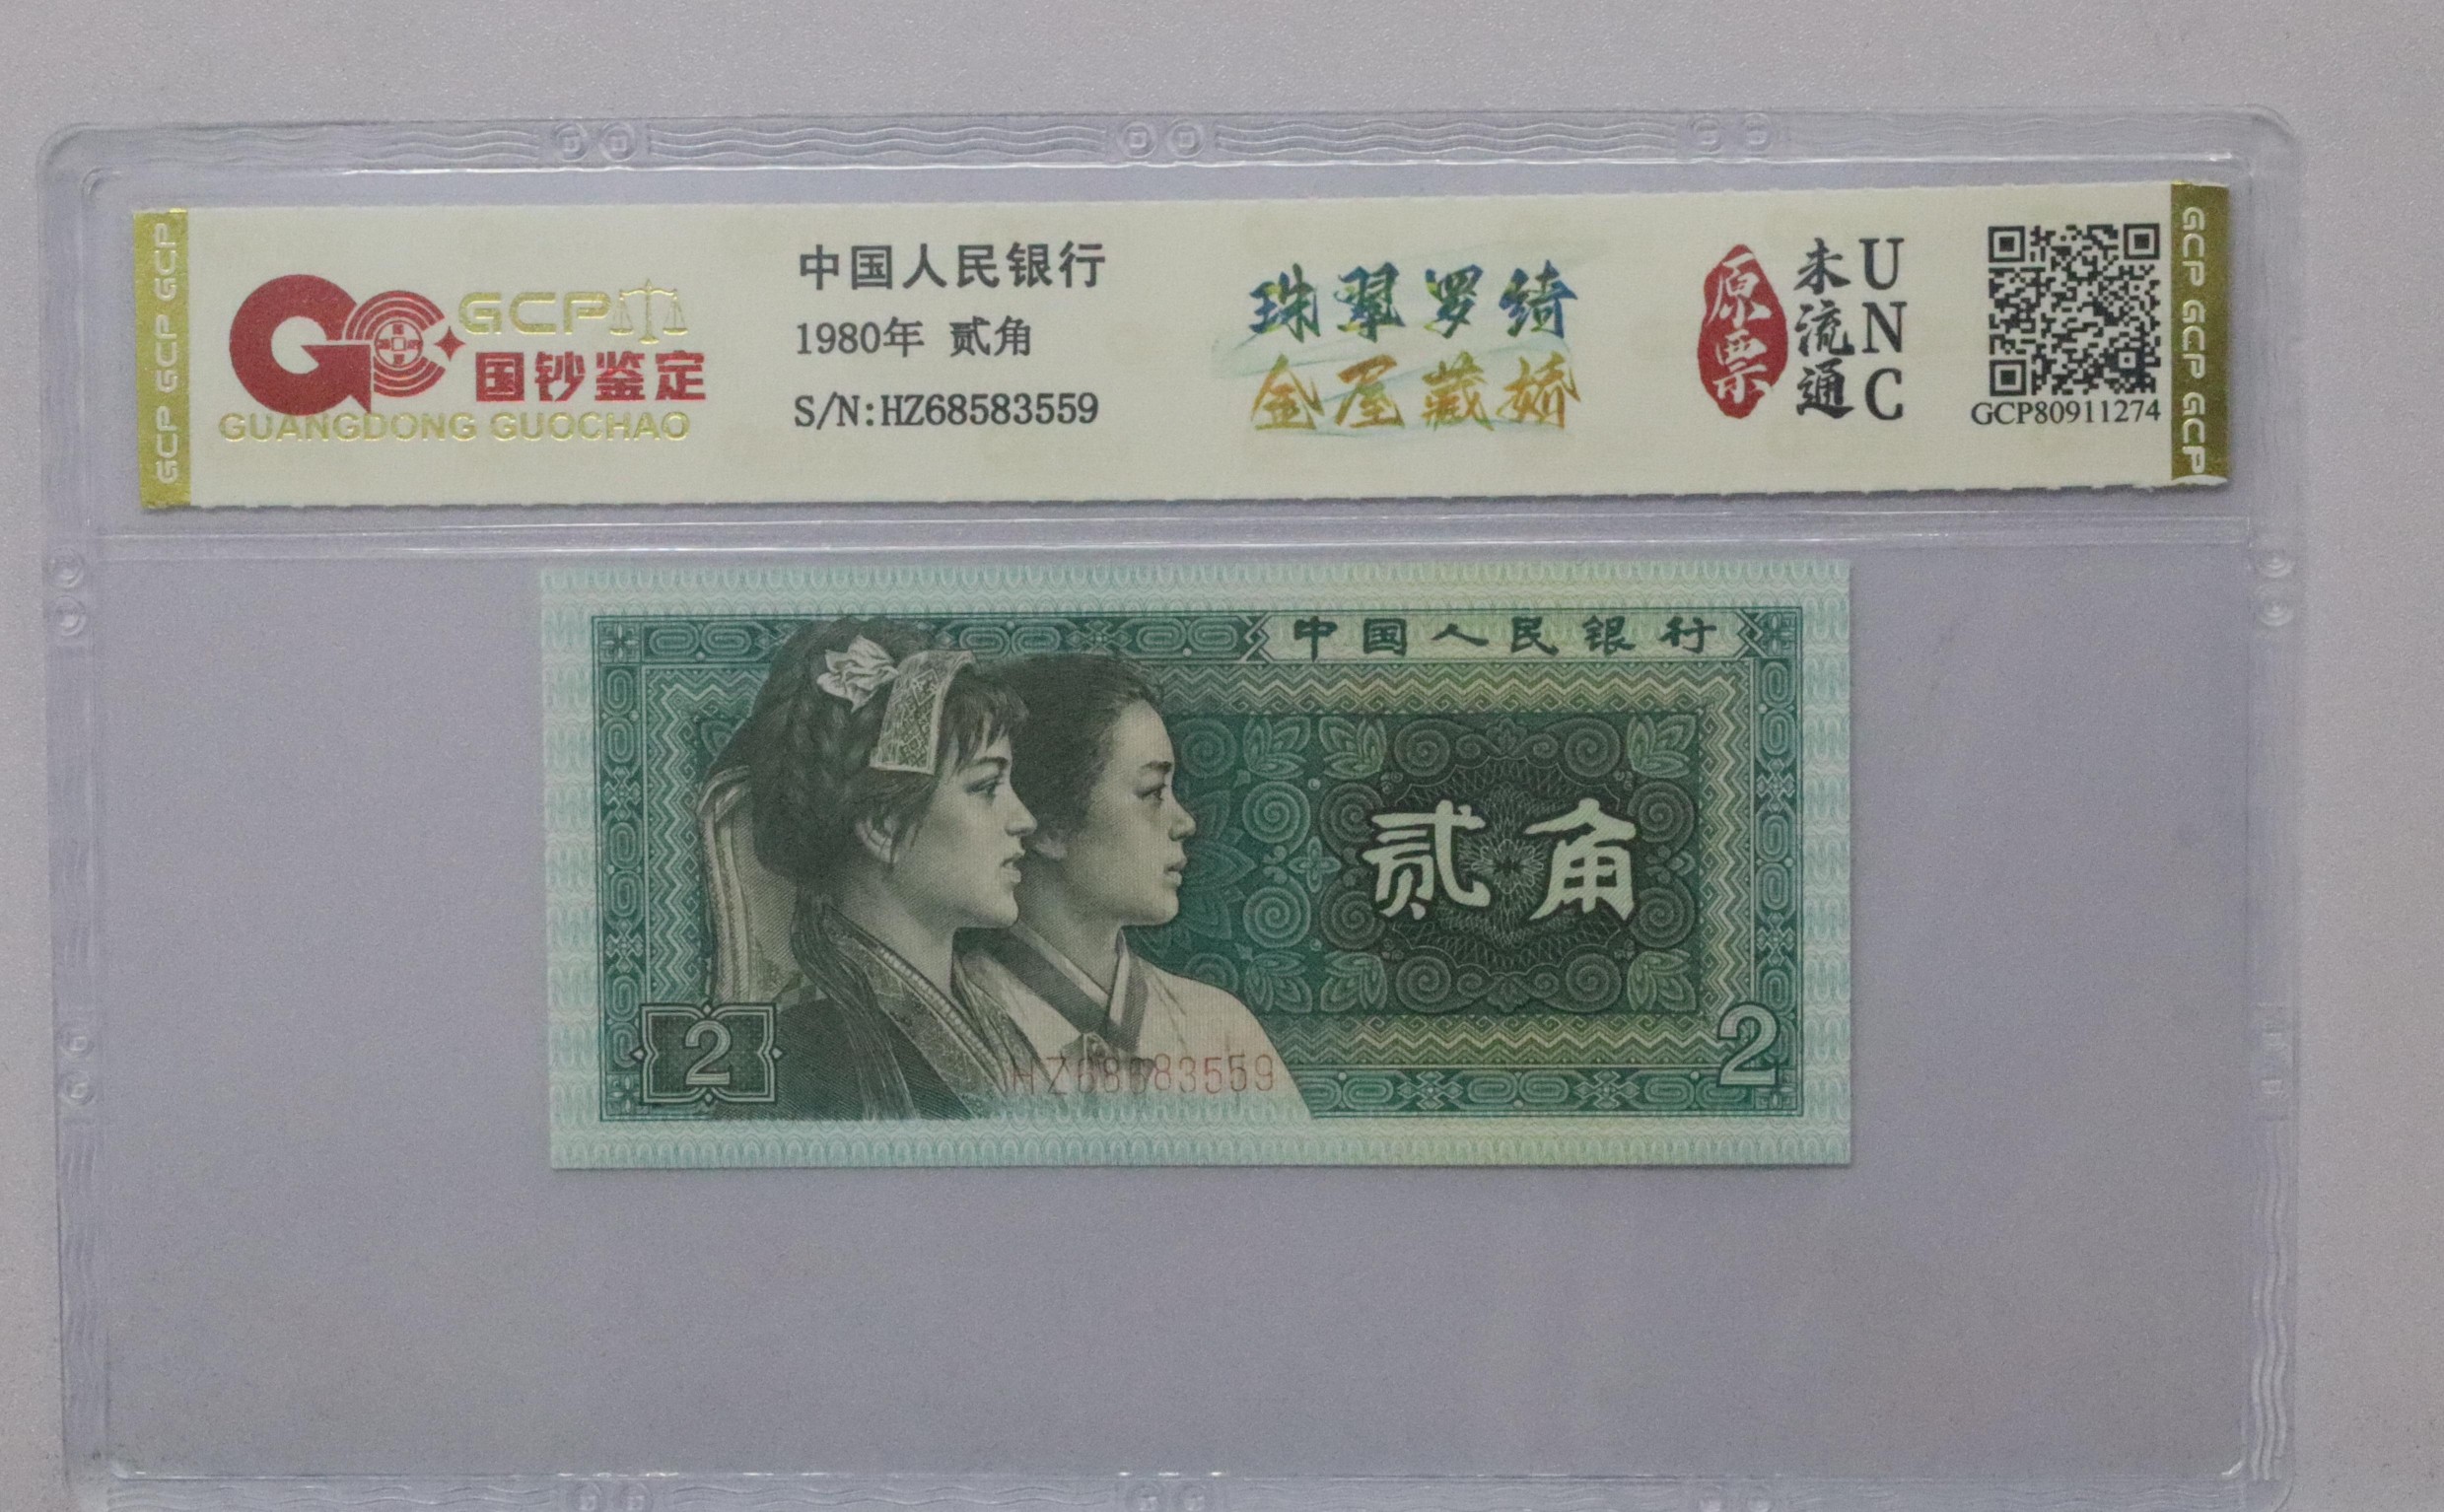 GCP GCP GCP
GCP
国钞鉴定
GUANGDONG GUOCHAO
中国人民银行
1980年 贰角
S/N:HZ68583559
珠翠罗绮
金屋藏娇
原票
未流通
UNC
GCP80911274
GCP GCP GCP
中国人民银行
贰角
2
2
HZ68583559